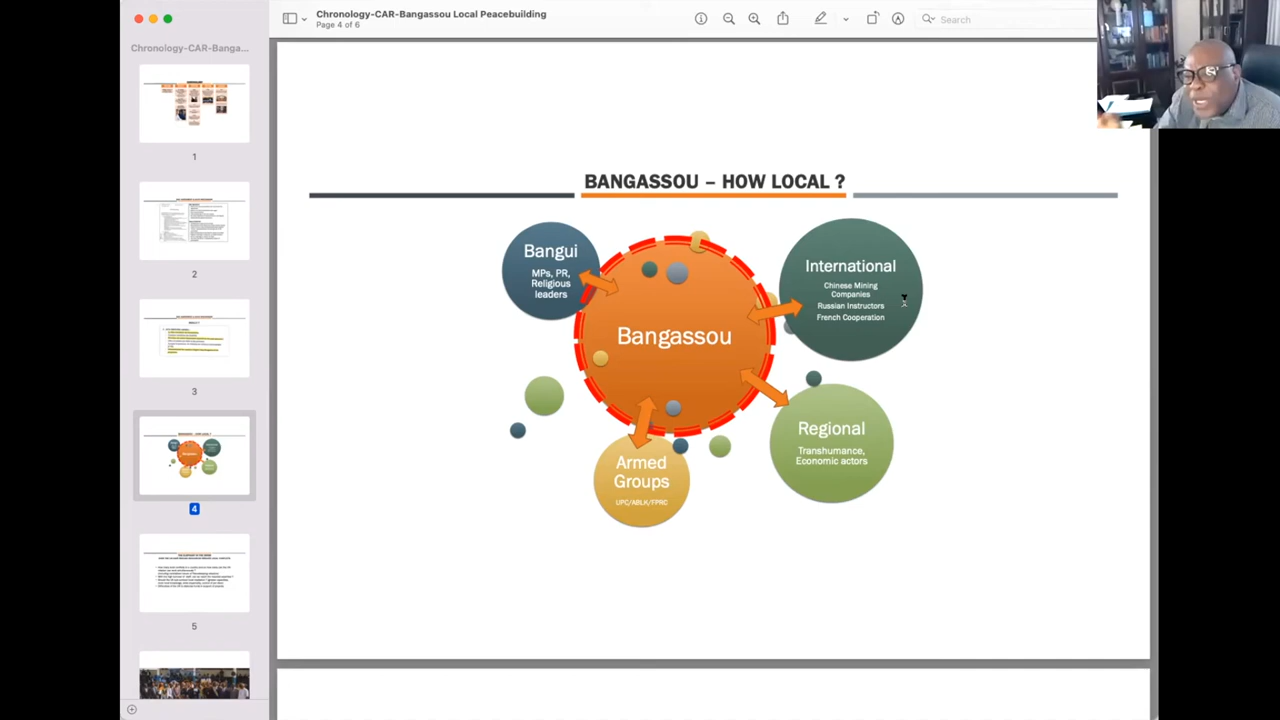 Chronology-CAR-Bangassou Local Peacebuilding
Page 4 of 6
Search
Chronology-CAR-Banga...
1
2
3
4
5
BANGASSOU – HOW LOCAL ?
Bangui
MPs, PR,
Religious
leaders
International
Chinese Mining
Companies
Russian Instructors
French Cooperation
Bangassou
Regional
Transhumance,
Economic actors
Armed
Groups
UPC/ABLK/FPRC